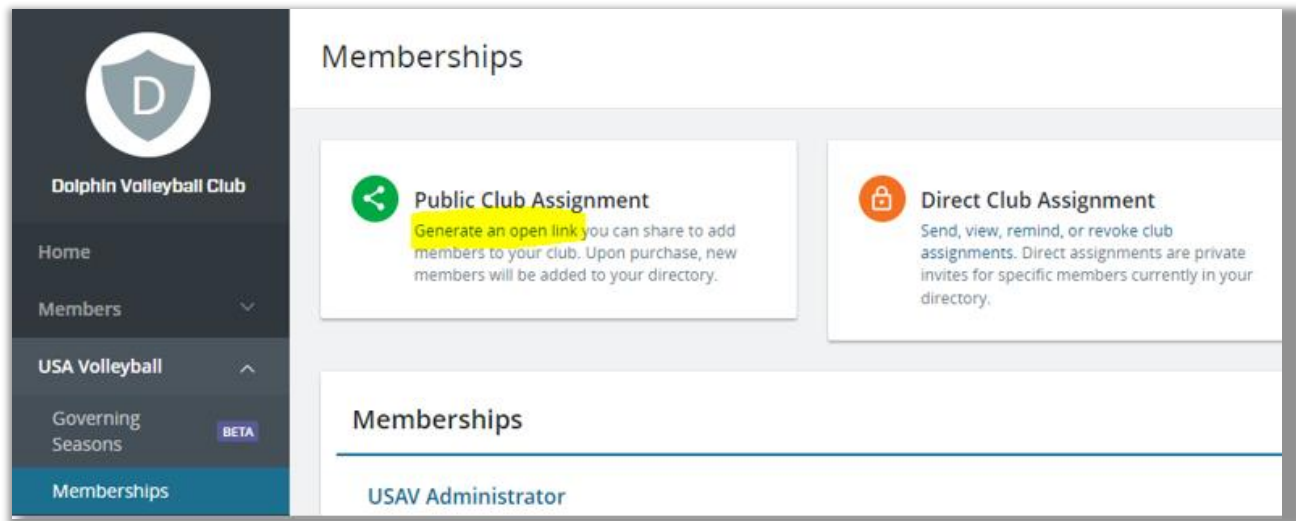 D
Dolphin Volleyball Club
Home
Members
USA Volleyball
Governing
Seasons
BETA
Memberships
Memberships
Public Club Assignment
Generate an open link you can share to add
members to your club. Upon purchase, new
members will be added to your directory.
Direct Club Assignment
Send, view, remind, or revoke club
assignments. Direct assignments are private
invites for specific members currently in your
directory.
Memberships
USAV Administrator